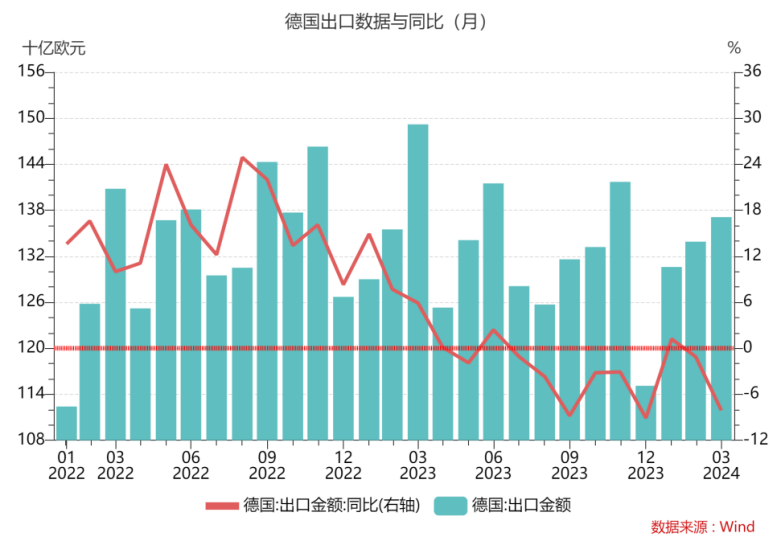 德国出口数据与同比（月）
十亿欧元 %
156 36
150 30
144 24
138 18
132 12
126 6
120 0
114 -6
108 -12
01 03 06 09 12 03 06 09 12 03
2022 2022 2022 2022 2022 2023 2023 2023 2023 2024
德国:出口金额:同比(右轴) 德国:出口金额
数据来源：Wind